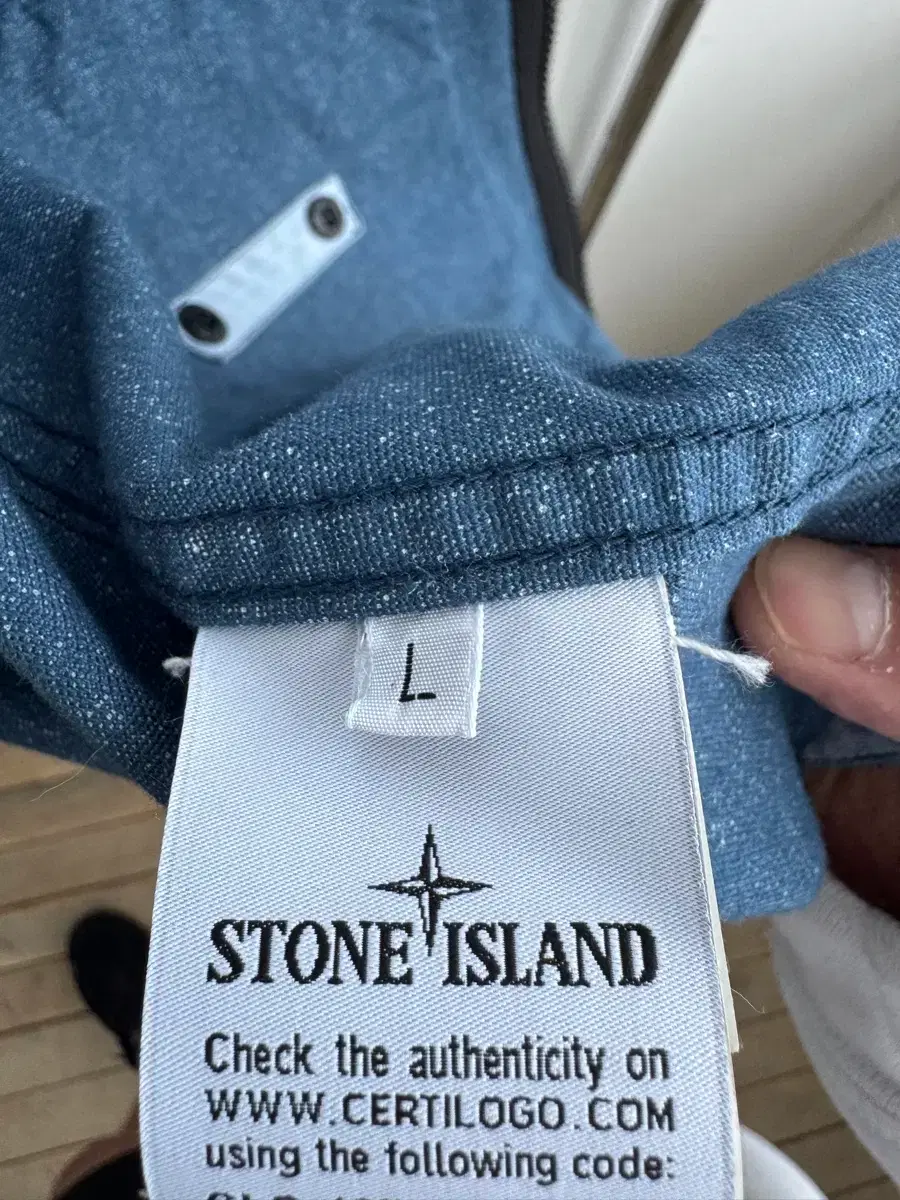 L
STONE ISLAND
Check the authenticity on
WWW.CERTILOGO.COM
using the following code: